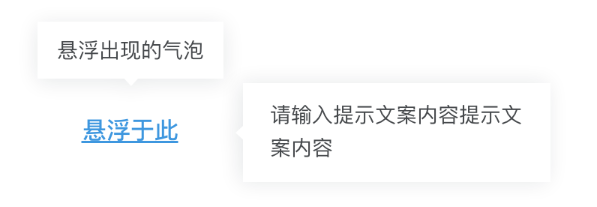 悬浮出现的气泡
悬浮于此
请输入提示文案内容提示文
案内容